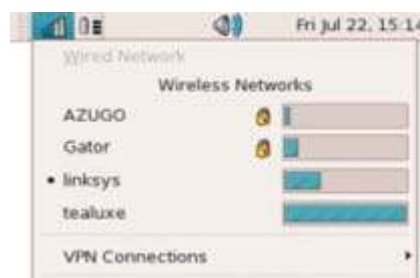 Fri Jul 22, 15:14
Wired Network
Wireless Networks
AZUGO
Gator
linksys
tealuxe
VPN Connections